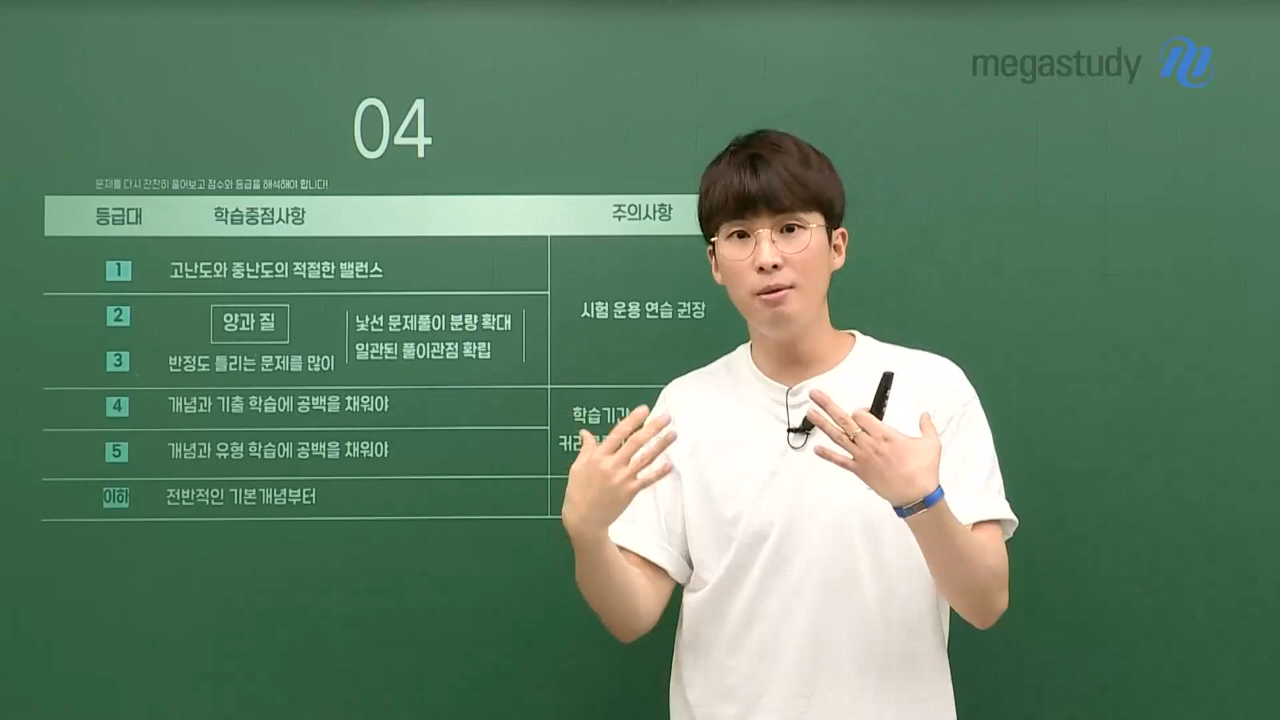 megastudy
04
문제를 다시 찬찬히 풀어보고 점수와 등급을 해석해야 합니다!
등급대 학습중점사항 주의사항
1 고난도와 중난도의 적절한 밸런스
2 양과 질 낯선 문제풀이 분량 확대
시험 운용 연습 권장
3 반정도 틀리는 문제를 많이 일관된 풀이관점 확립
4 개념과 기출 학습에 공백을 채워야
학습기간
5 개념과 유형 학습에 공백을 채워야
이하 전반적인 기본개념부터